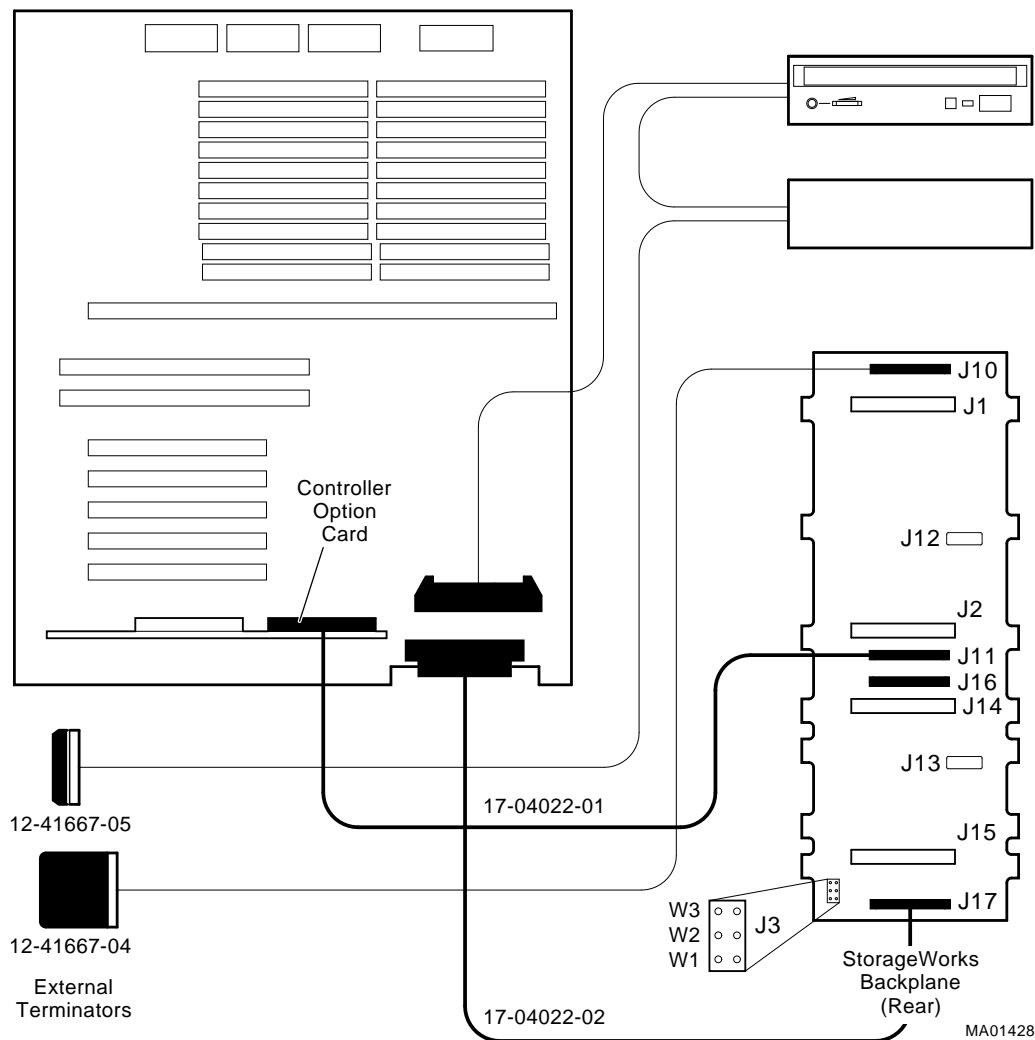 J10
J1
Controller
Option
Card
J12
J2
J11
J16
J14
J13
12-41667-05
17-04022-01
J15
W3
W2
W1
J3
J17
12-41667-04
StorageWorks
Backplane
(Rear)
External
Terminators
17-04022-02
MA01428